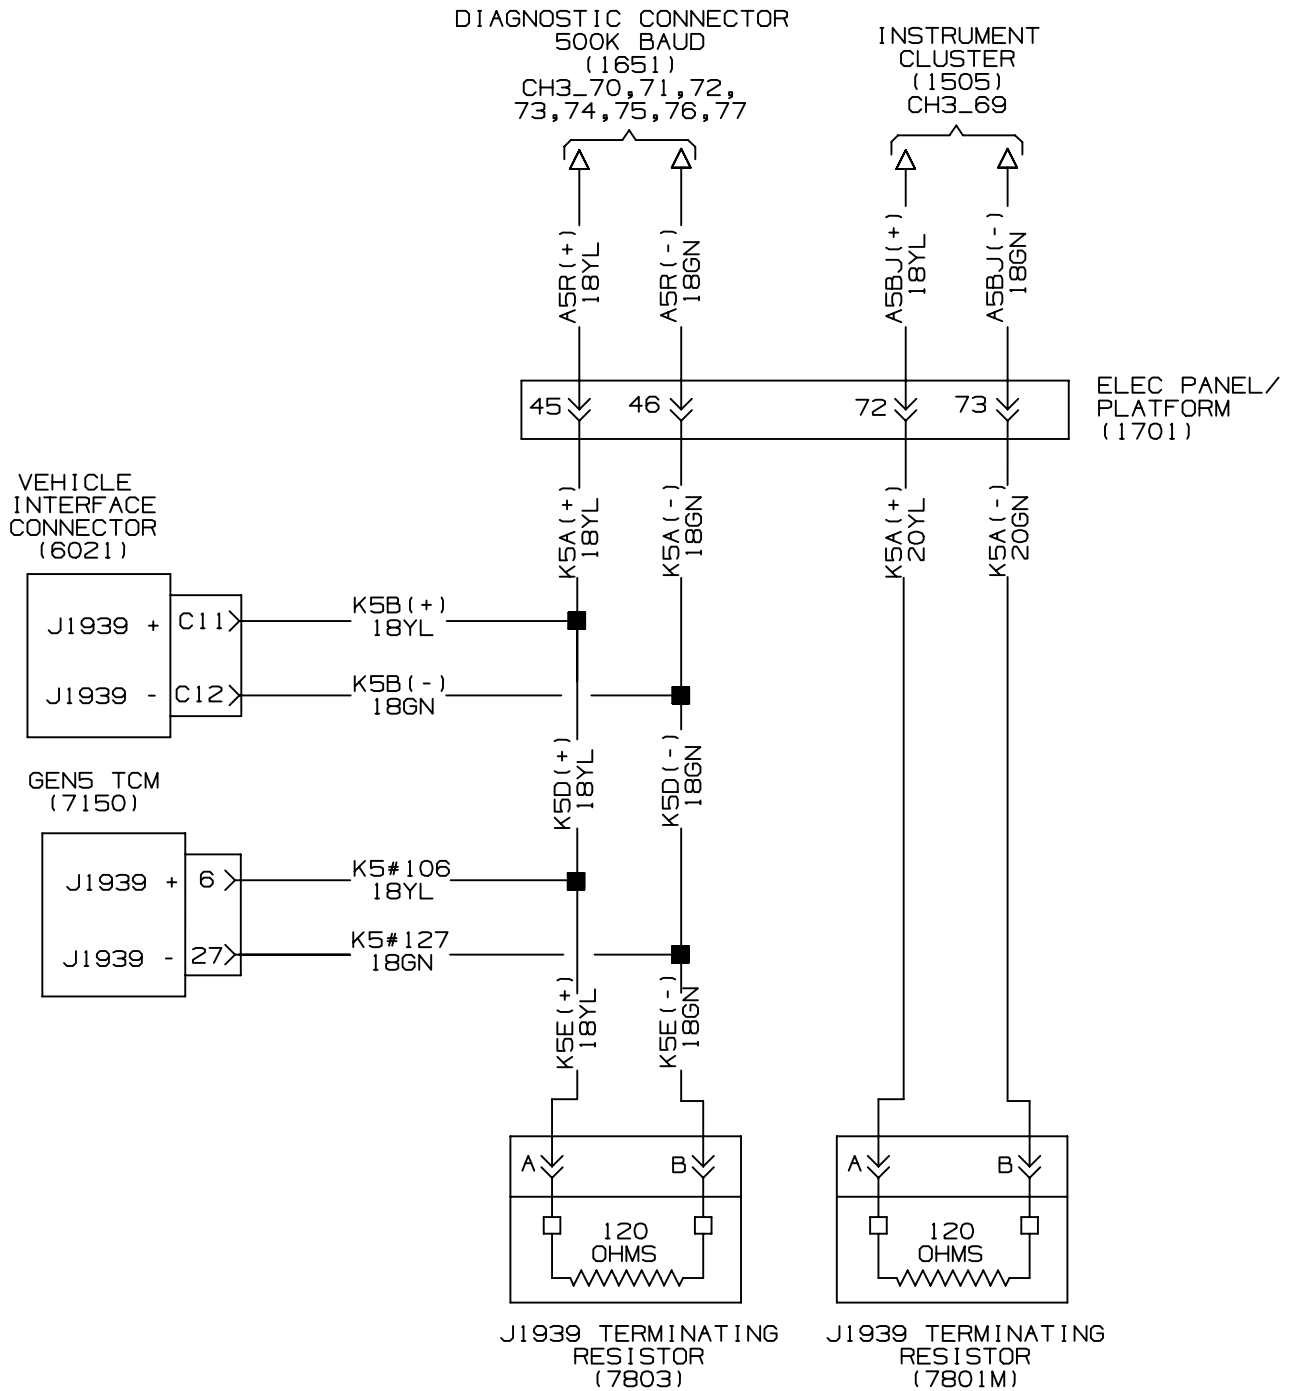 DIAGNOSTIC CONNECTOR
500K BAUD
(1651)
CH3_70,71,72,
73,74,75,76,77
INSTRUMENT
CLUSTER
(1505)
CH3_69
A5R(+)
18YL
A5R(-)
18GN
A5BJ(+)
18YL
A5BJ(-)
18GN
45
46
72
73
ELEC PANEL/
PLATFORM
(1701)
K5A(+)
18YL
K5A(-)
18GN
K5A(+)
20YL
K5A(-)
20GN
VEHICLE
INTERFACE
CONNECTOR
(6021)
J1939 +
C11
K5B(+)
18YL
J1939 -
C12
K5B(-)
18GN
K5D(+)
18YL
K5D(-)
18GN
GEN5 TCM
(7150)
J1939 +
6
K5#106
18YL
J1939 -
27
K5#127
18GN
K5E(+)
18YL
K5E(-)
18GN
A
B
120
OHMS
J1939 TERMINATING
RESISTOR
(7803)
A
B
120
OHMS
J1939 TERMINATING
RESISTOR
(7801M)